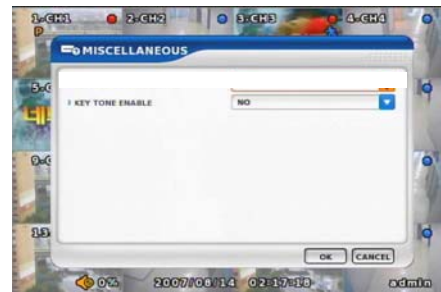 1-CH1 2-CH2 3-CH3 4-CH4
P
MISCELLANEOUS
KEY TONE ENABLE NO
OK CANCEL
0% 2007/08/14 02:17:18 admin